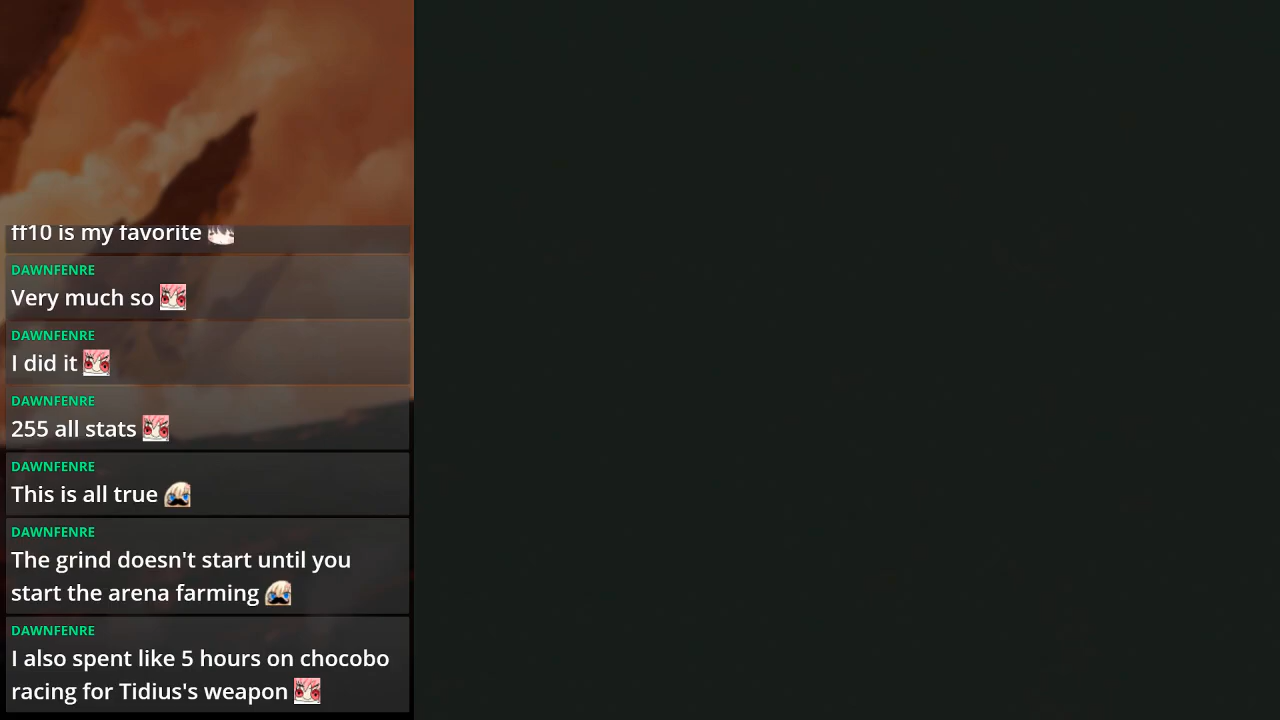 ff10 is my favorite
DAWNFENRE
Very much so
DAWNFENRE
I did it
DAWNFENRE
255 all stats
DAWNFENRE
This is all true
DAWNFENRE
The grind doesn't start until you
start the arena farming
DAWNFENRE
I also spent like 5 hours on chocobo
racing for Tidius's weapon